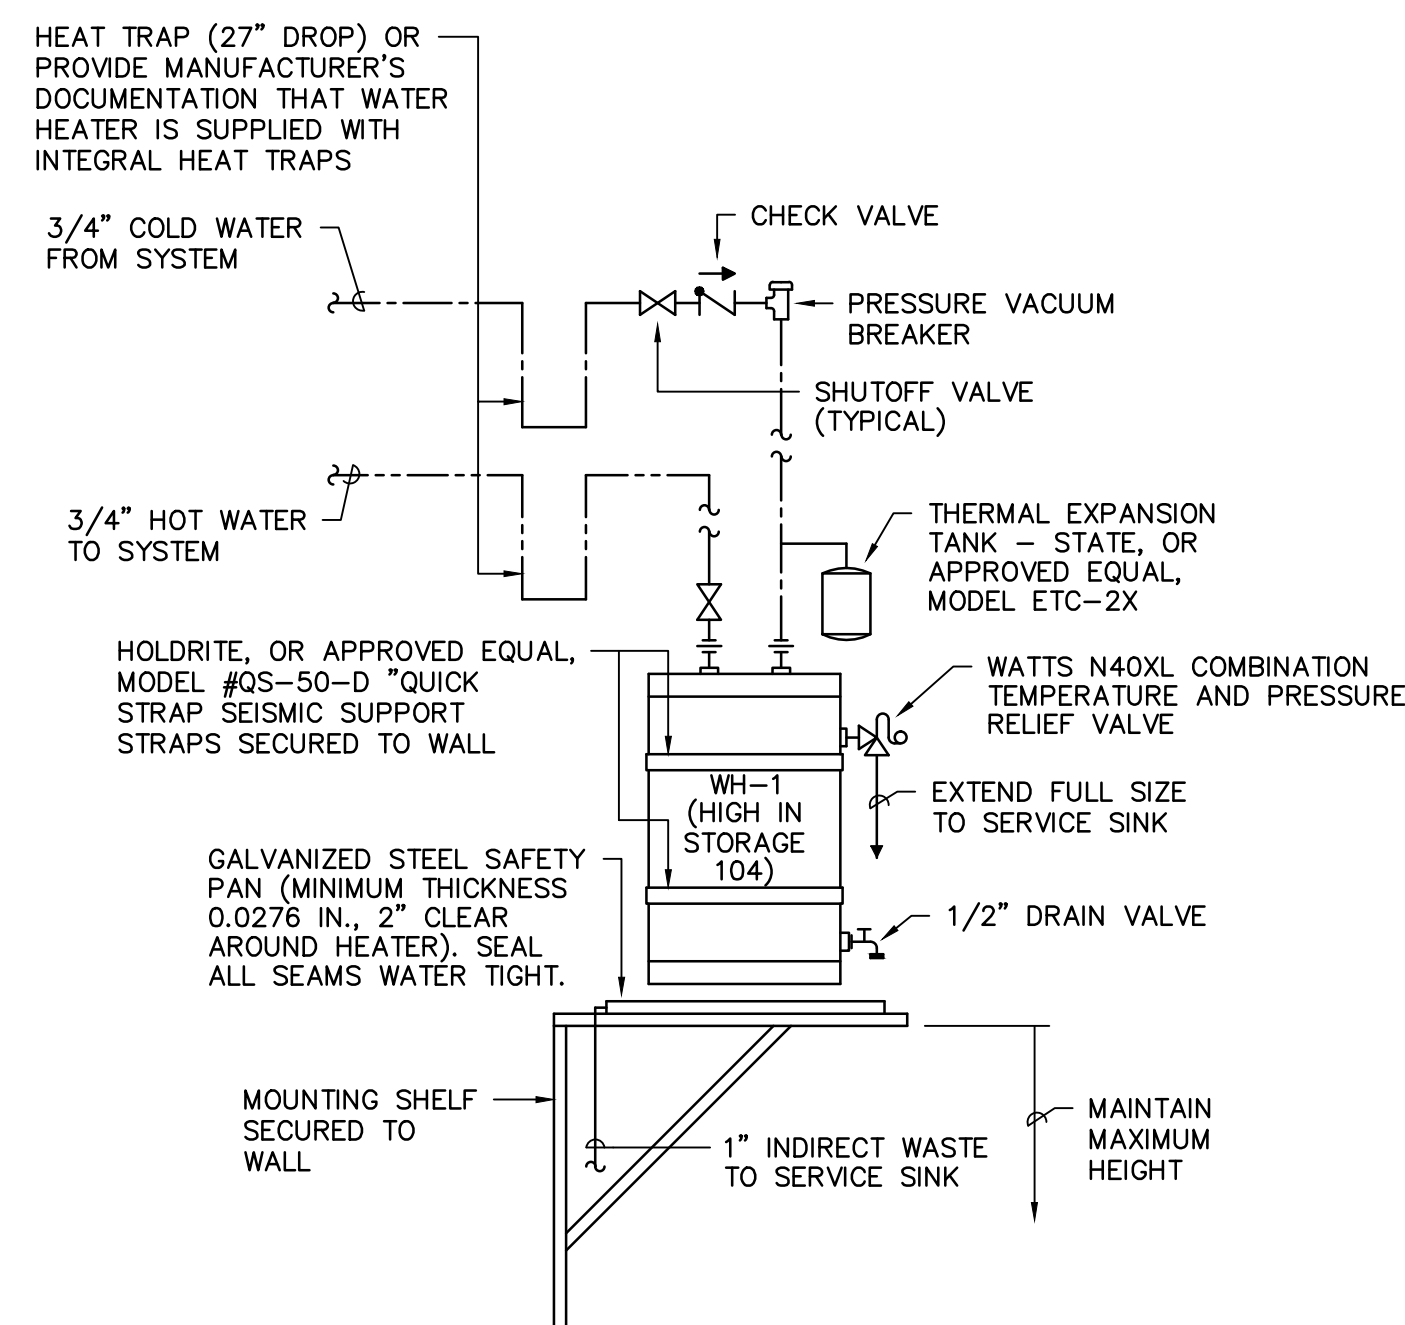 HEAT TRAP (27" DROP) OR
PROVIDE MANUFACTURER'S
DOCUMENTATION THAT WATER
HEATER IS SUPPLIED WITH
INTEGRAL HEAT TRAPS
3/4" COLD WATER
FROM SYSTEM
CHECK VALVE
PRESSURE VACUUM
BREAKER
SHUTOFF VALVE
(TYPICAL)
3/4" HOT WATER
TO SYSTEM
THERMAL EXPANSION
TANK – STATE, OR
APPROVED EQUAL,
MODEL ETC-2X
HOLDRITE, OR APPROVED EQUAL,
MODEL #QS-50-D "QUICK
STRAP SEISMIC SUPPORT
STRAPS SECURED TO WALL
WATTS N40XL COMBINATION
TEMPERATURE AND PRESSURE
RELIEF VALVE
WH-1
(HIGH IN
STORAGE
104)
EXTEND FULL SIZE
TO SERVICE SINK
GALVANIZED STEEL SAFETY
PAN (MINIMUM THICKNESS
0.0276 IN., 2" CLEAR
AROUND HEATER). SEAL
ALL SEAMS WATER TIGHT.
1/2" DRAIN VALVE
MOUNTING SHELF
SECURED TO
WALL
1" INDIRECT WASTE
TO SERVICE SINK
MAINTAIN
MAXIMUM
HEIGHT